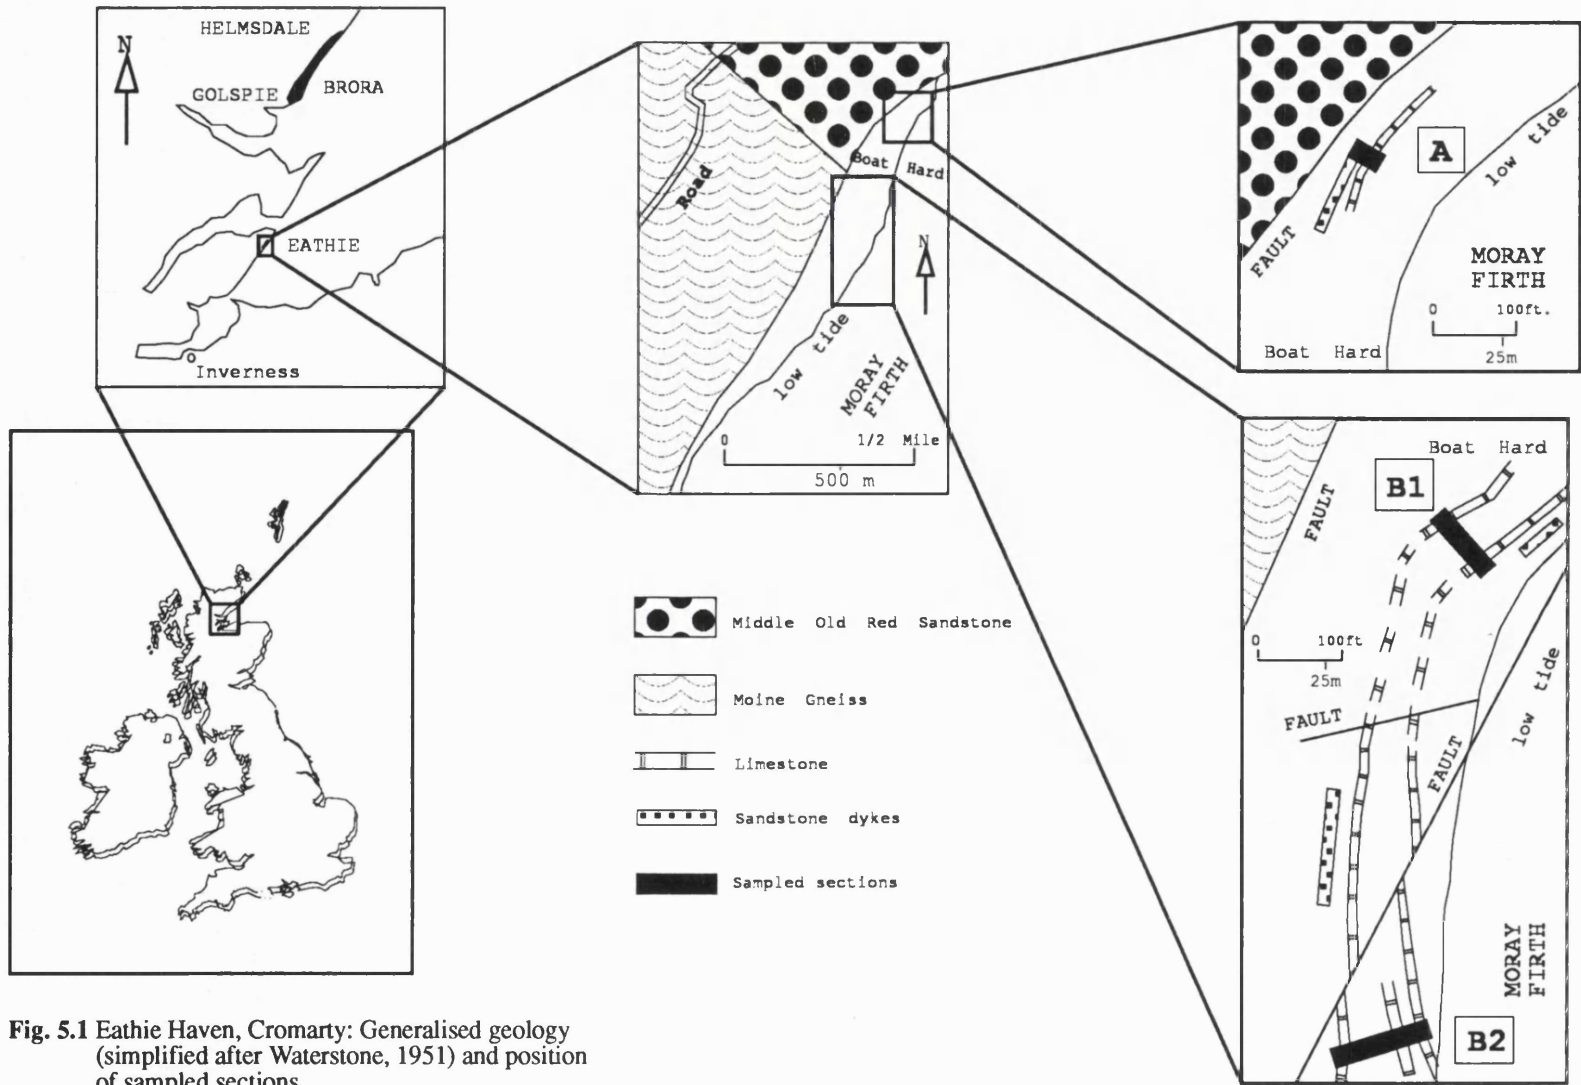 N
HELMSDALE
BRORA
GOLSPIE
EATHIE
Inverness
Road
Boat Hard
N
low tide
MORAY
FIRTH
0 1/2 Mile
500 m
A
low tide
FAULT
MORAY
FIRTH
0 100ft.
25m
Boat Hard
Boat Hard
B1
FAULT
0 100ft
25m
low tide
FAULT
FAULT
MORAY
FIRTH
B2
Middle Old Red Sandstone
Moine Gneiss
Limestone
Sandstone dykes
Sampled sections
Fig. 5.1 Eathie Haven, Cromarty: Generalised geology
(simplified after Waterstone, 1951) and position
of sampled sections